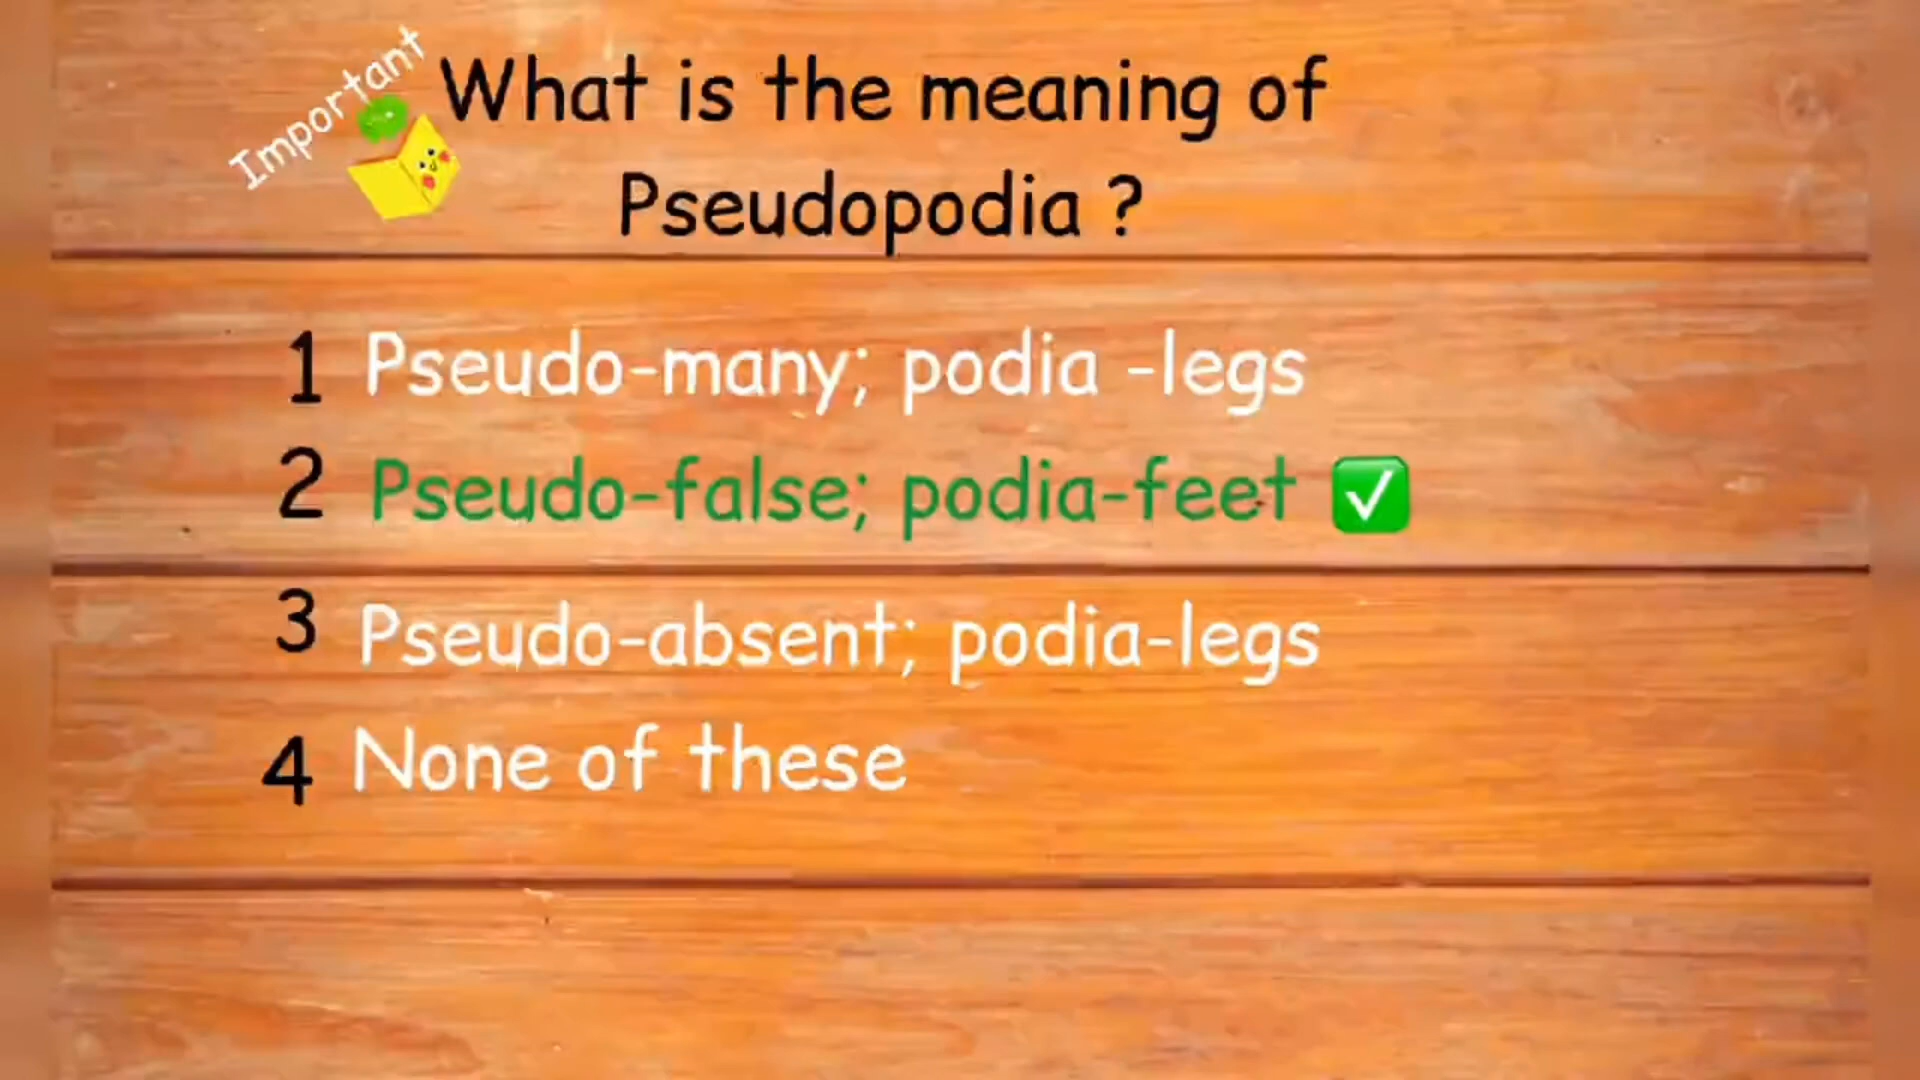 Important
What is the meaning of
Pseudopodia ?
1 Pseudo-many; podia -legs
2 Pseudo-false; podia-feet ✅
3 Pseudo-absent; podia-legs
4 None of these